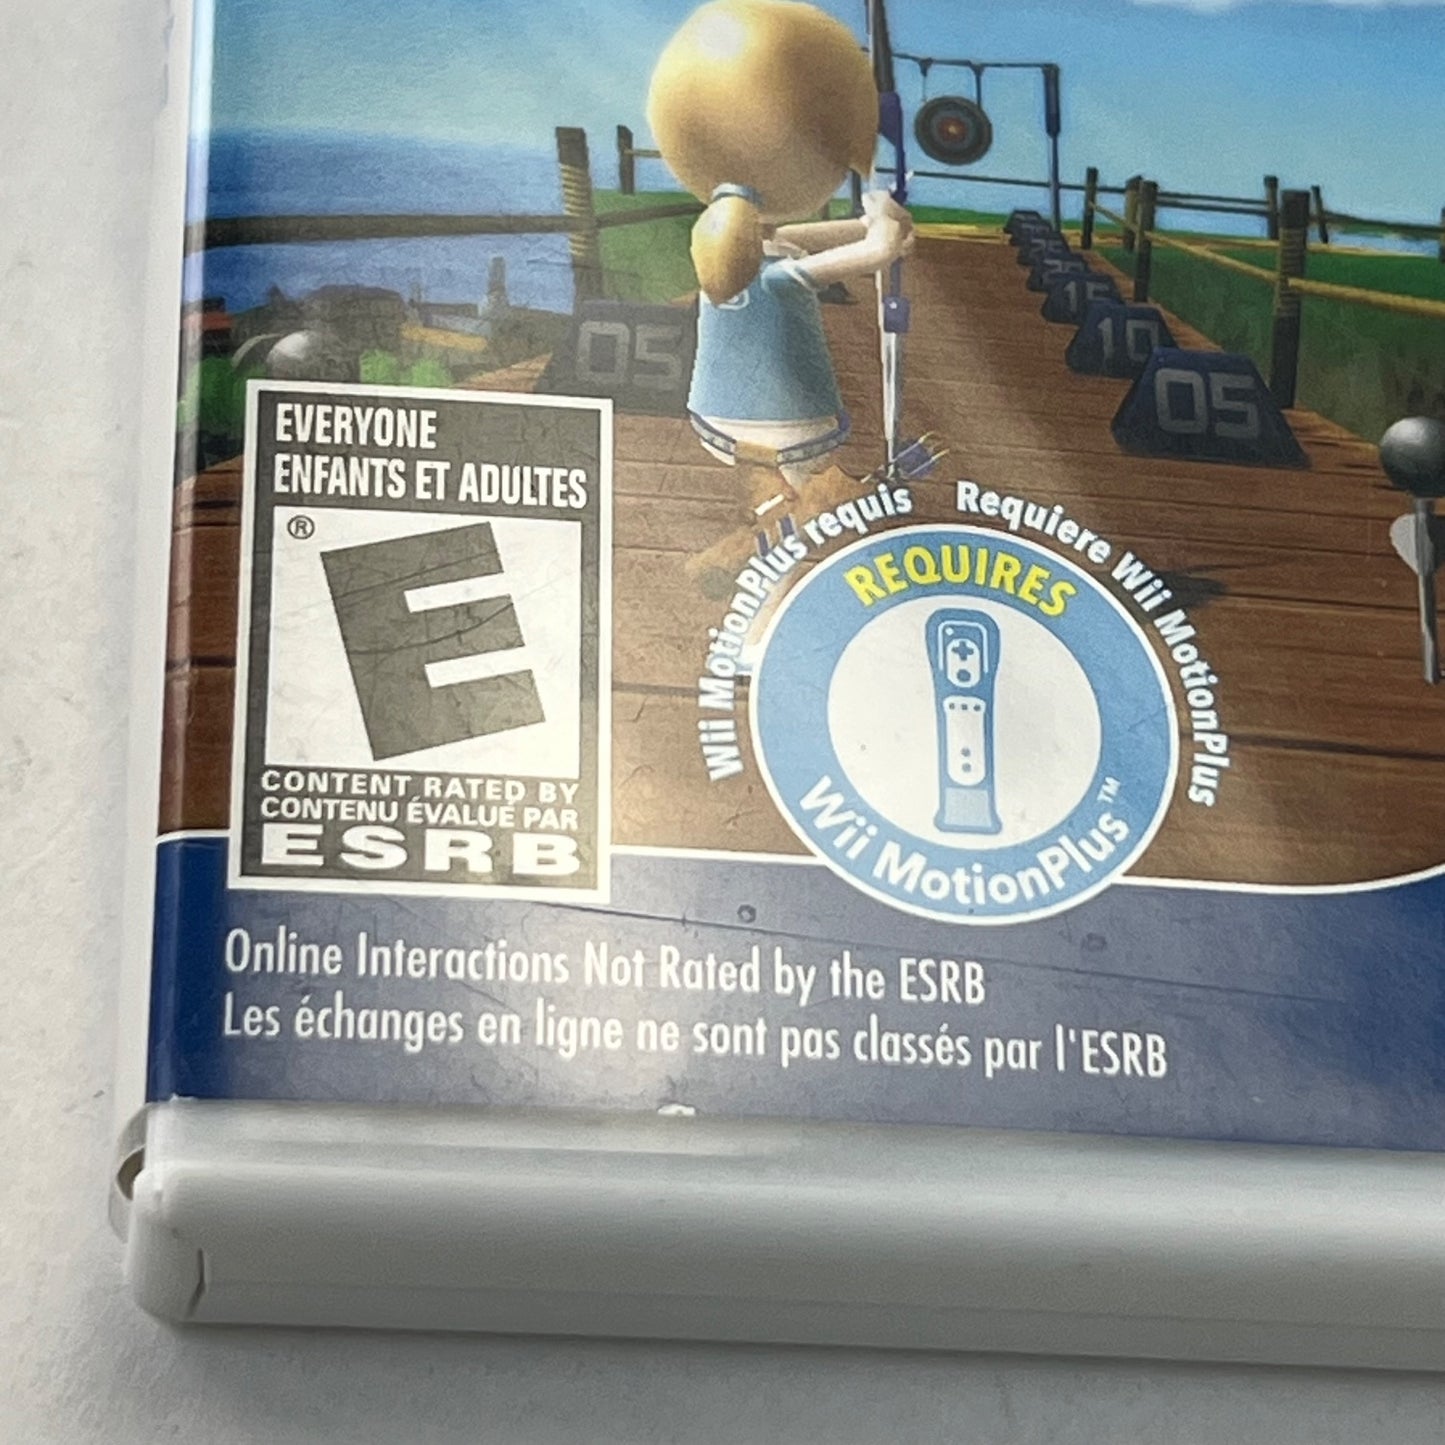 05
15
10
05
EVERYONE
ENFANTS ET ADULTES
®
E
CONTENT RATED BY
CONTENU ÉVALUÉ PAR
ESRB
Wii MotionPlus requis
Requiere Wii MotionPlus
REQUIRES
Wii MotionPlus™
Online Interactions Not Rated by the ESRB
Les échanges en ligne ne sont pas classés par l'ESRB